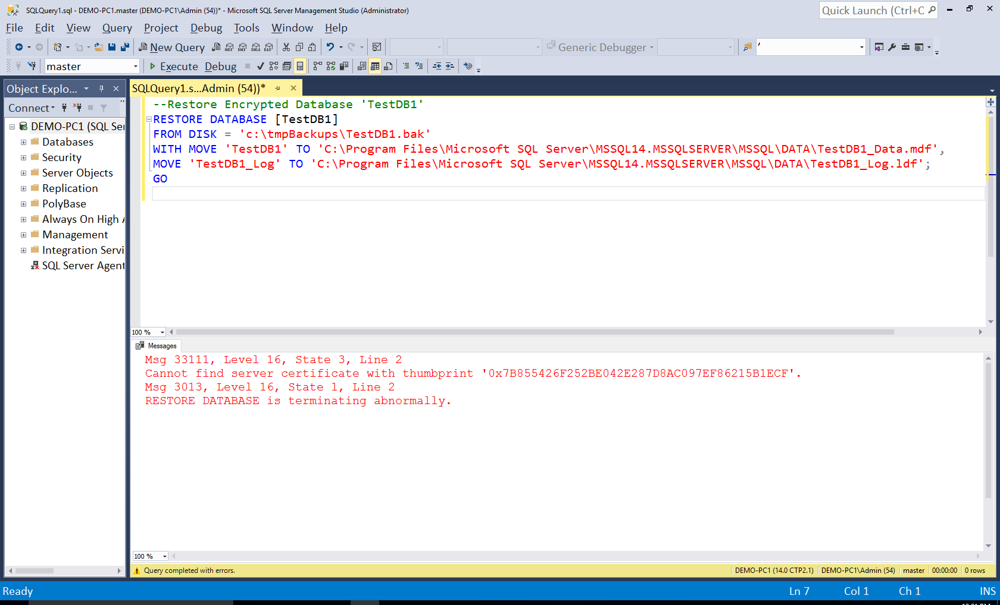 SQLQuery1.sql - DEMO-PC1.master (DEMO-PC1\Admin (54))* - Microsoft SQL Server Management Studio (Administrator)
Quick Launch (Ctrl+C
File Edit View Query Project Debug Tools Window Help
New Query
MDX DMX XMLA DAX
Generic Debugger
'
master
Execute Debug
Object Explo...
SQLQuery1.s...Admin (54))*
Connect
DEMO-PC1 (SQL Ser
Databases
Security
Server Objects
Replication
PolyBase
Always On High A
Management
Integration Servi
SQL Server Agent
--Restore Encrypted Database 'TestDB1'
RESTORE DATABASE [TestDB1]
FROM DISK = 'c:\tmpBackups\TestDB1.bak'
WITH MOVE 'TestDB1' TO 'C:\Program Files\Microsoft SQL Server\MSSQL14.MSSQLSERVER\MSSQL\DATA\TestDB1_Data.mdf',
MOVE 'TestDB1_Log' TO 'C:\Program Files\Microsoft SQL Server\MSSQL14.MSSQLSERVER\MSSQL\DATA\TestDB1_Log.ldf';
GO
100 %
Messages
Msg 33111, Level 16, State 3, Line 2
Cannot find server certificate with thumbprint '0x7B855426F252BE042E287D8AC097EF86215B1ECF'.
Msg 3013, Level 16, State 1, Line 2
RESTORE DATABASE is terminating abnormally.
100 %
Query completed with errors.
DEMO-PC1 (14.0 CTP2.1) DEMO-PC1\Admin (54) master 00:00:00 0 rows
Ready
Ln 7 Col 1 Ch 1 INS